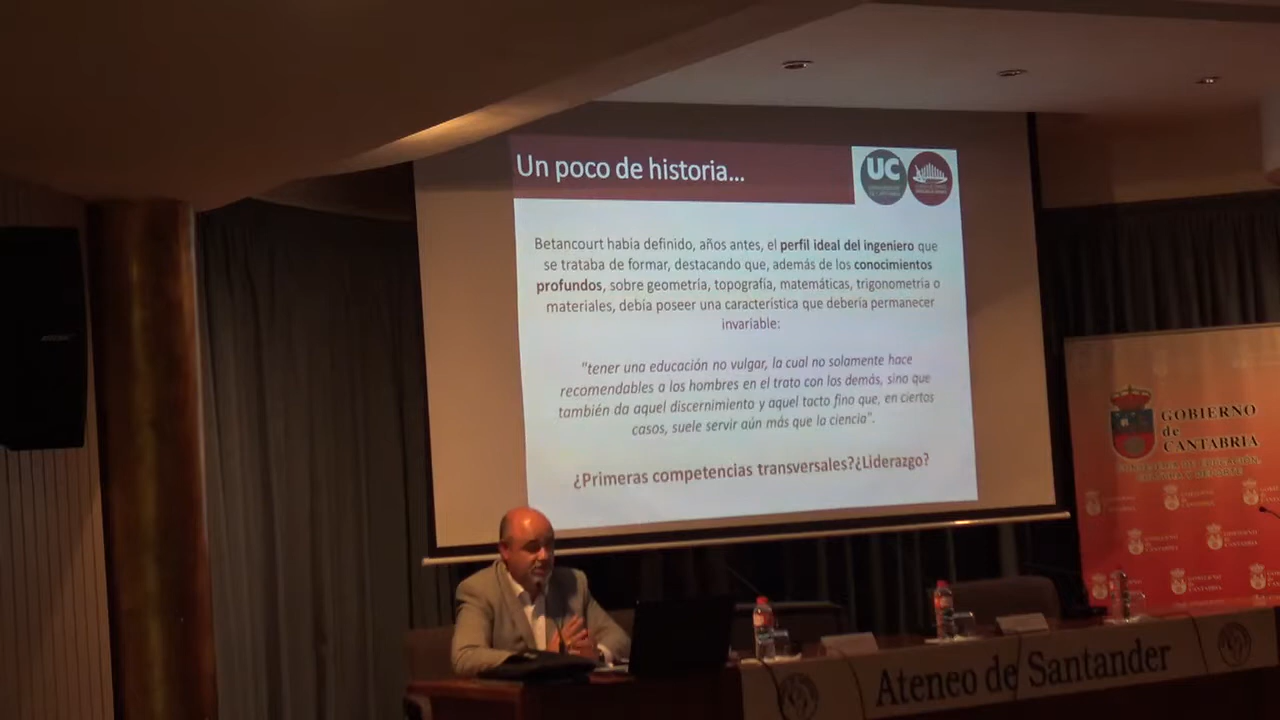 Un poco de historia...
UC
Betancourt había definido, años antes, el perfil ideal del ingeniero que
se trataba de formar, destacando que, además de los conocimientos
profundos, sobre geometría, topografía, matemáticas, trigonometría o
materiales, debía poseer una característica que debería permanecer
invariable:
"tener una educación no vulgar, la cual no solamente hace
recomendables a los hombres en el trato con los demás, sino que
también da aquel discernimiento y aquel tacto fino que, en ciertos
casos, suele servir aún más que la ciencia".
¿Primeras competencias transversales?¿Liderazgo?
GOBIERNO
de
CANTABRIA
CONSEJERÍA DE EDUCACIÓN,
Ateneo de Santander